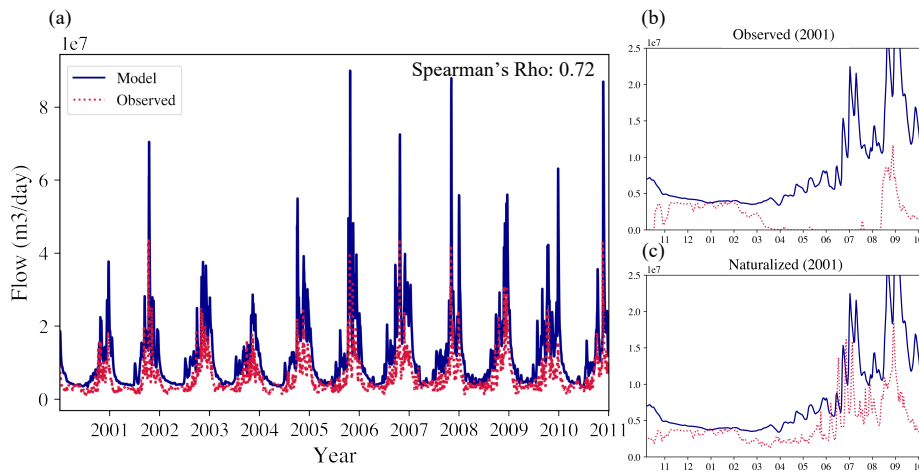 (a)
1e7
Spearman's Rho: 0.72
Model
Observed
8
6
4
2
0
Flow (m3/day)
2001 2002 2003 2004 2005 2006 2007 2008 2009 2010 2011
Year
(b)
Observed (2001)
1e7
2.5
2.0
1.5
1.0
0.5
0.0
11 12 01 02 03 04 05 06 07 08 09 10
(c)
Naturalized (2001)
1e7
2.5
2.0
1.5
1.0
0.5
0.0
11 12 01 02 03 04 05 06 07 08 09 10